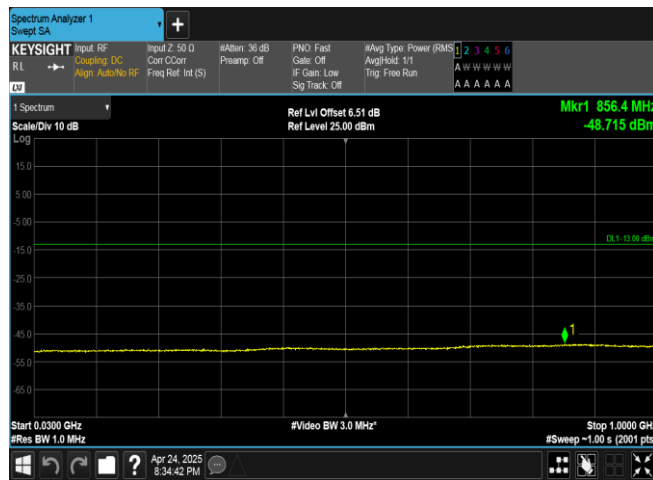 Spectrum Analyzer 1
Swept SA
+
KEYSIGHT
RL
LXI
Input: RF
Coupling: DC
Align: Auto/No RF
Input Z: 50 Ω
Corr CCorr
Freq Ref: Int (S)
#Atten: 36 dB
Preamp: Off
PNO: Fast
Gate: Off
IF Gain: Low
Sig Track: Off
#Avg Type: Power (RMS
Avg|Hold: 1/1
Trig: Free Run
1 2 3 4 5 6
A W W W W W
A A A A A A
1 Spectrum
Scale/Div 10 dB
Log
Ref Lvl Offset 6.51 dB
Ref Level 25.00 dBm
Mkr1 856.4 MHz
-48.715 dBm
15.0
5.00
-5.00
DL1 -13.00 dBm
-15.0
-25.0
-35.0
-45.0
1
-55.0
-65.0
Start 0.0300 GHz
#Res BW 1.0 MHz
#Video BW 3.0 MHz*
Stop 1.0000 GHz
#Sweep ~1.00 s (2001 pts
?
Apr 24, 2025
8:34:42 PM